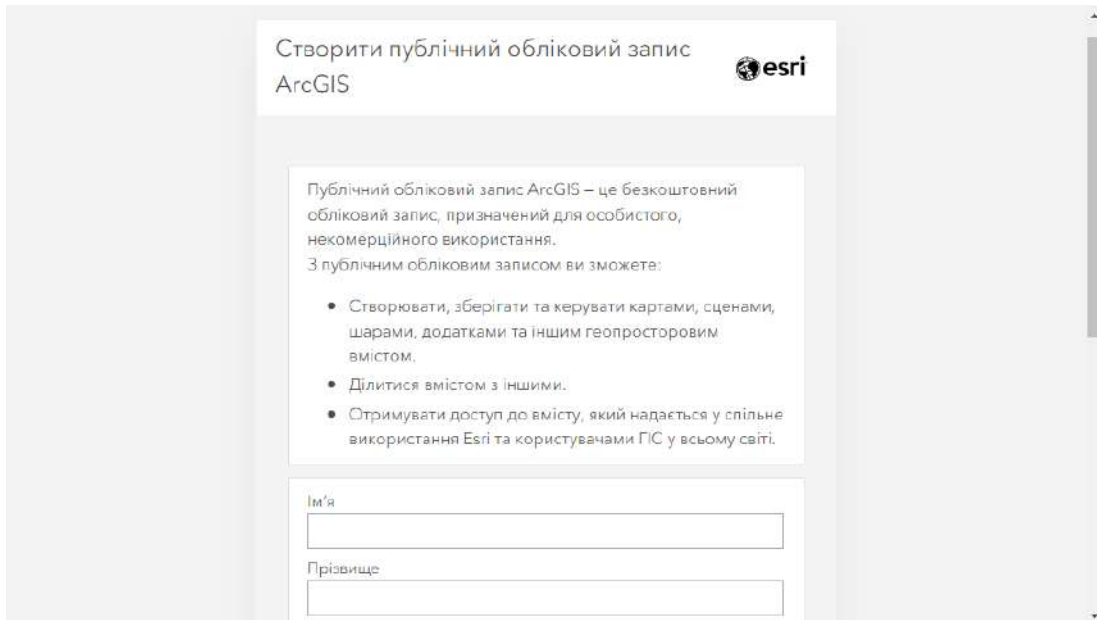 Створити публічний обліковий запис
ArcGIS
esri
Публічний обліковий запис ArcGIS – це безкоштовний
обліковий запис, призначений для особистого,
некомерційного використання.
З публічним обліковим записом ви зможете:
• Створювати, зберігати та керувати картами, сценами,
шарами, додатками та іншим геопросторовим
вмістом.
• Ділитися вмістом з іншими.
• Отримувати доступ до вмісту, який надається у спільне
використання Esri та користувачами ГІС у всьому світі.
Ім'я
Прізвище